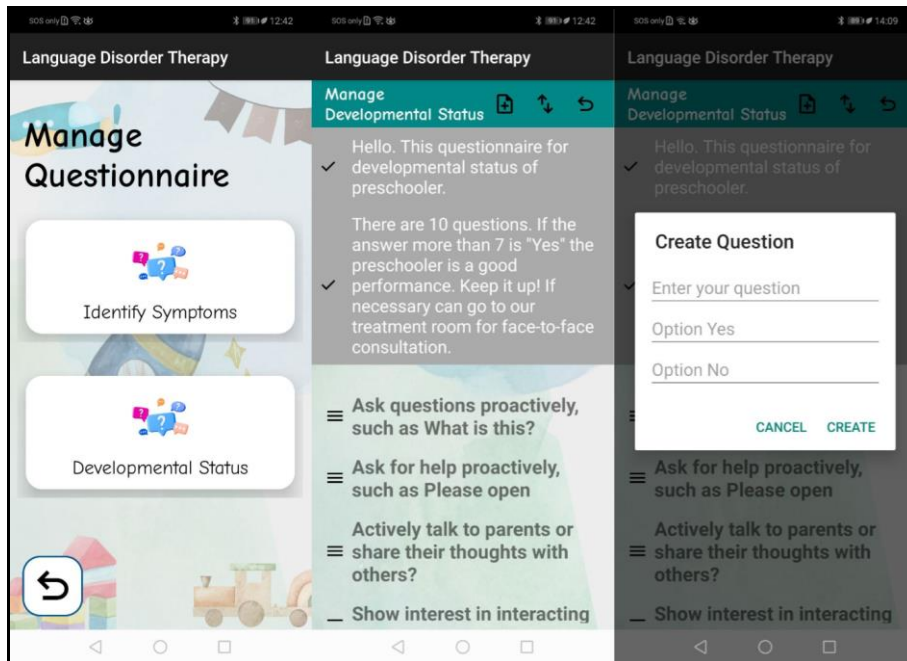 SOS only 12:42
Language Disorder Therapy
Manage
Questionnaire
Identify Symptoms
Developmental Status
SOS only 12:42
Language Disorder Therapy
Manage
Developmental Status
Hello. This questionnaire for
developmental status of
preschooler.
There are 10 questions. If the
answer more than 7 is "Yes" the
preschooler is a good
performance. Keep it up! If
necessary can go to our
treatment room for face-to-face
consultation.
Ask questions proactively,
such as What is this?
Ask for help proactively,
such as Please open
Actively talk to parents or
share their thoughts with
others?
Show interest in interacting
SOS only 14:09
Language Disorder Therapy
Manage
Developmental Status
Hello. This questionnaire for
developmental status of
preschooler.
Create Question
Enter your question
Option Yes
Option No
CANCEL CREATE
Ask for help proactively,
such as Please open
Actively talk to parents or
share their thoughts with
others?
Show interest in interacting